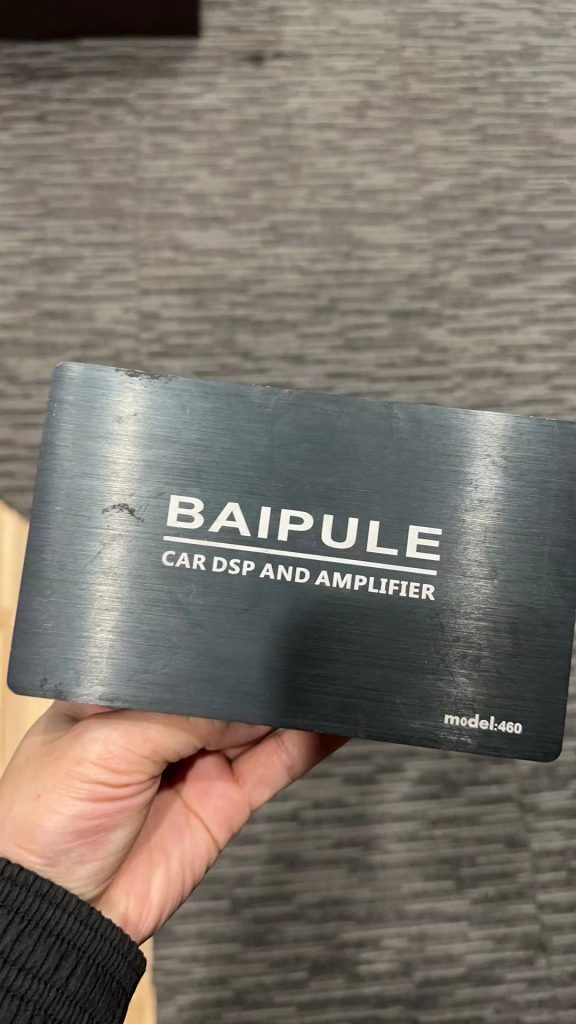 BAIPULE
CAR DSP AND AMPLIFIER
model:460